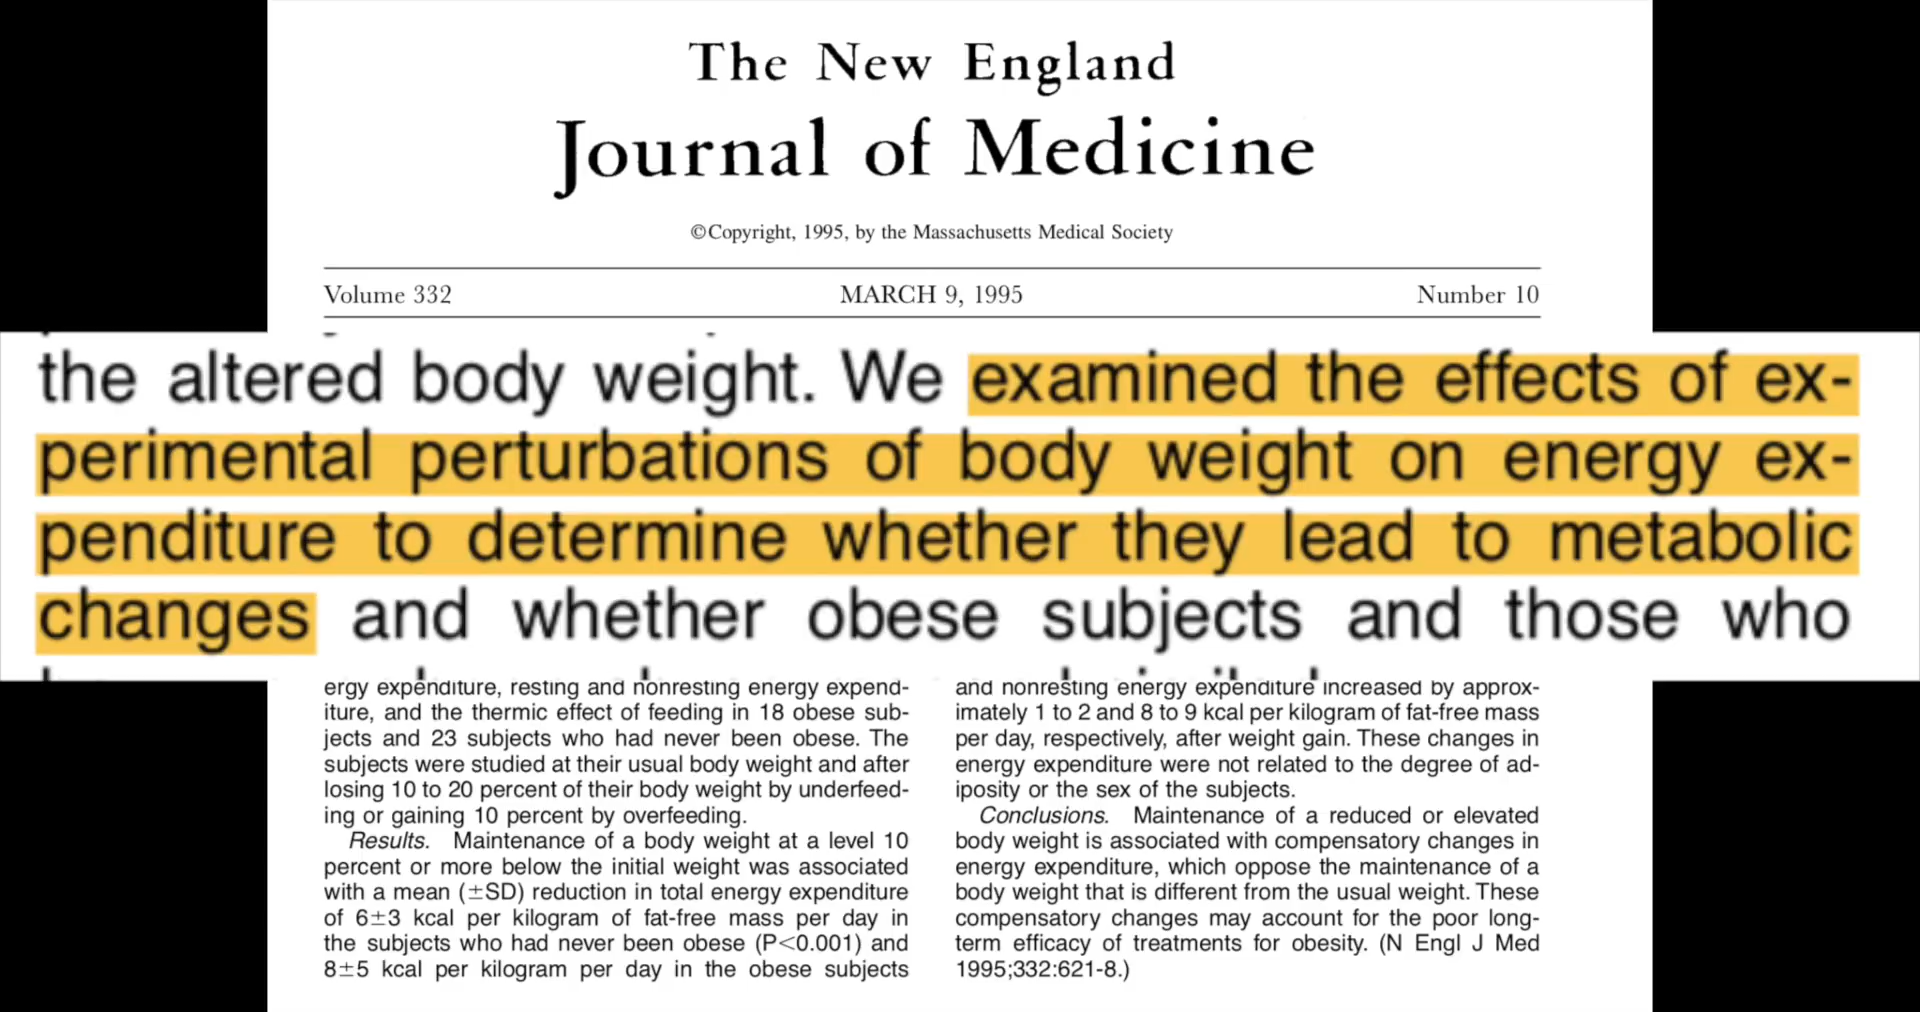 The New England
Journal of Medicine
©Copyright, 1995, by the Massachusetts Medical Society
Volume 332 MARCH 9, 1995 Number 10
the altered body weight. We examined the effects of ex-
perimental perturbations of body weight on energy ex-
penditure to determine whether they lead to metabolic
changes and whether obese subjects and those who
ergy expenditure, resting and nonresting energy expend-
iture, and the thermic effect of feeding in 18 obese sub-
jects and 23 subjects who had never been obese. The
subjects were studied at their usual body weight and after
losing 10 to 20 percent of their body weight by underfeed-
ing or gaining 10 percent by overfeeding.
Results. Maintenance of a body weight at a level 10
percent or more below the initial weight was associated
with a mean (±SD) reduction in total energy expenditure
of 6±3 kcal per kilogram of fat-free mass per day in
the subjects who had never been obese (P<0.001) and
8±5 kcal per kilogram per day in the obese subjects
and nonresting energy expenditure increased by approx-
imately 1 to 2 and 8 to 9 kcal per kilogram of fat-free mass
per day, respectively, after weight gain. These changes in
energy expenditure were not related to the degree of ad-
iposity or the sex of the subjects.
Conclusions. Maintenance of a reduced or elevated
body weight is associated with compensatory changes in
energy expenditure, which oppose the maintenance of a
body weight that is different from the usual weight. These
compensatory changes may account for the poor long-
term efficacy of treatments for obesity. (N Engl J Med
1995;332:621-8.)